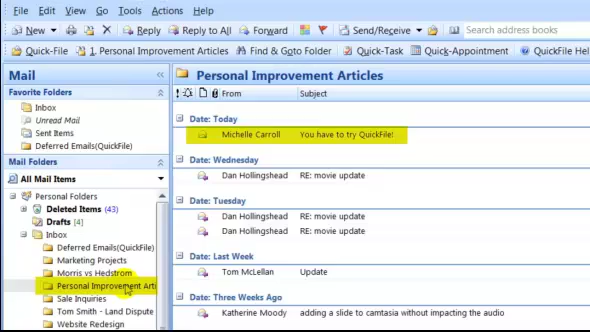 File Edit View Go Tools Actions Help
New Reply Reply to All Forward Send/Receive Search address books
Quick-File 1. Personal Improvement Articles Find & Goto Folder Quick-Task Quick-Appointment QuickFile Hel
Mail «
Favorite Folders
Inbox
Unread Mail
Sent Items
Deferred Emails(QuickFile)
Mail Folders
All Mail Items
Personal Folders
Deleted Items (43)
Drafts [4]
Inbox
Deferred Emails(QuickFile)
Marketing Projects
Morris vs Hedstrom
Personal Improvement Arti
Sale Inquiries
Tom Smith - Land Dispute
Website Redesign
Personal Improvement Articles
! From Subject
Date: Today
Michelle Carroll You have to try QuickFile!
Date: Wednesday
Dan Hollingshead RE: movie update
Date: Tuesday
Dan Hollingshead RE: movie update
Dan Hollingshead RE: movie update
Date: Last Week
Tom McLellan Update
Date: Three Weeks Ago
Katherine Moody adding a slide to camtasia without impacting the audio